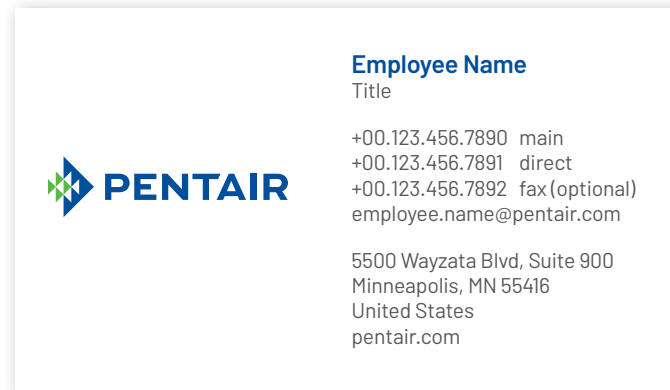 PENTAIR
Employee Name
Title
+00.123.456.7890 main
+00.123.456.7891 direct
+00.123.456.7892 fax (optional)
employee.name@pentair.com
5500 Wayzata Blvd, Suite 900
Minneapolis, MN 55416
United States
pentair.com